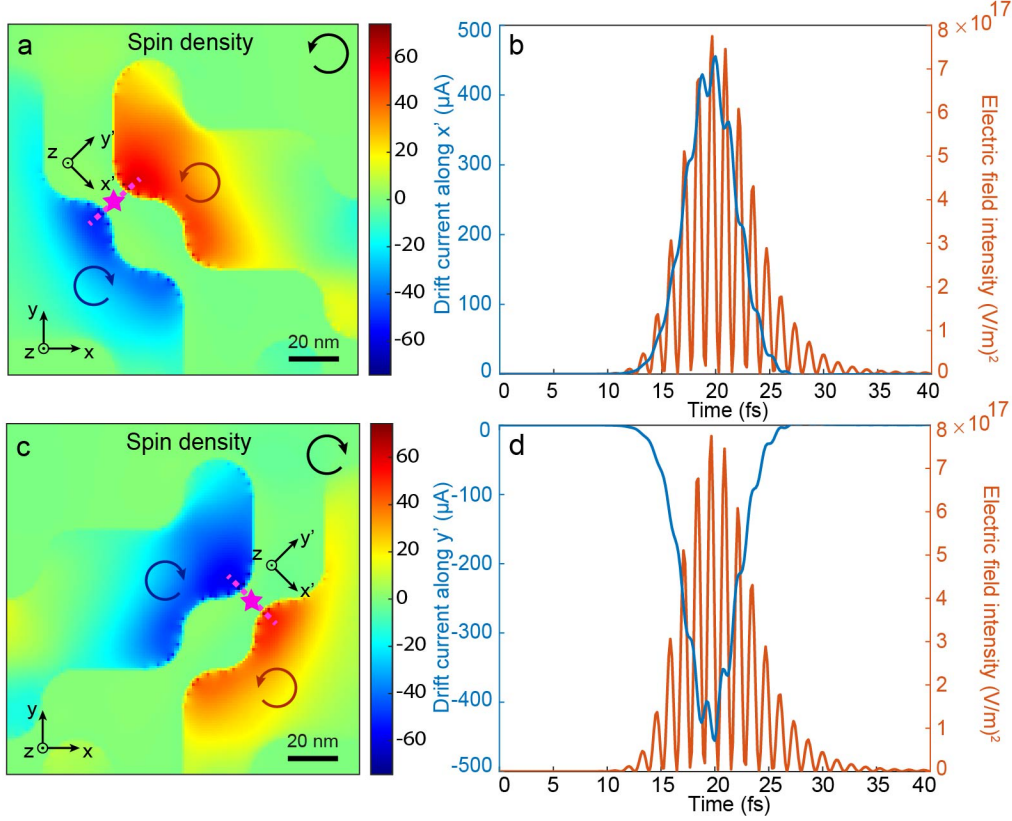 a
Spin density
60
40
20
0
-20
-40
-60
y'
z
x'
y
z
x
20 nm
b
500
400
300
200
100
0
Drift current along x' (µA)
0 5 10 15 20 25 30 35 40
Time (fs)
8 ×10¹⁷
7
6
5
4
3
2
1
0
Electric field intensity (V/m)²
c
Spin density
60
40
20
0
-20
-40
-60
y'
z
x'
y
z
x
20 nm
d
0
-100
-200
-300
-400
-500
Drift current along y' (µA)
0 5 10 15 20 25 30 35 40
Time (fs)
8 ×10¹⁷
7
6
5
4
3
2
1
0
Electric field intensity (V/m)²